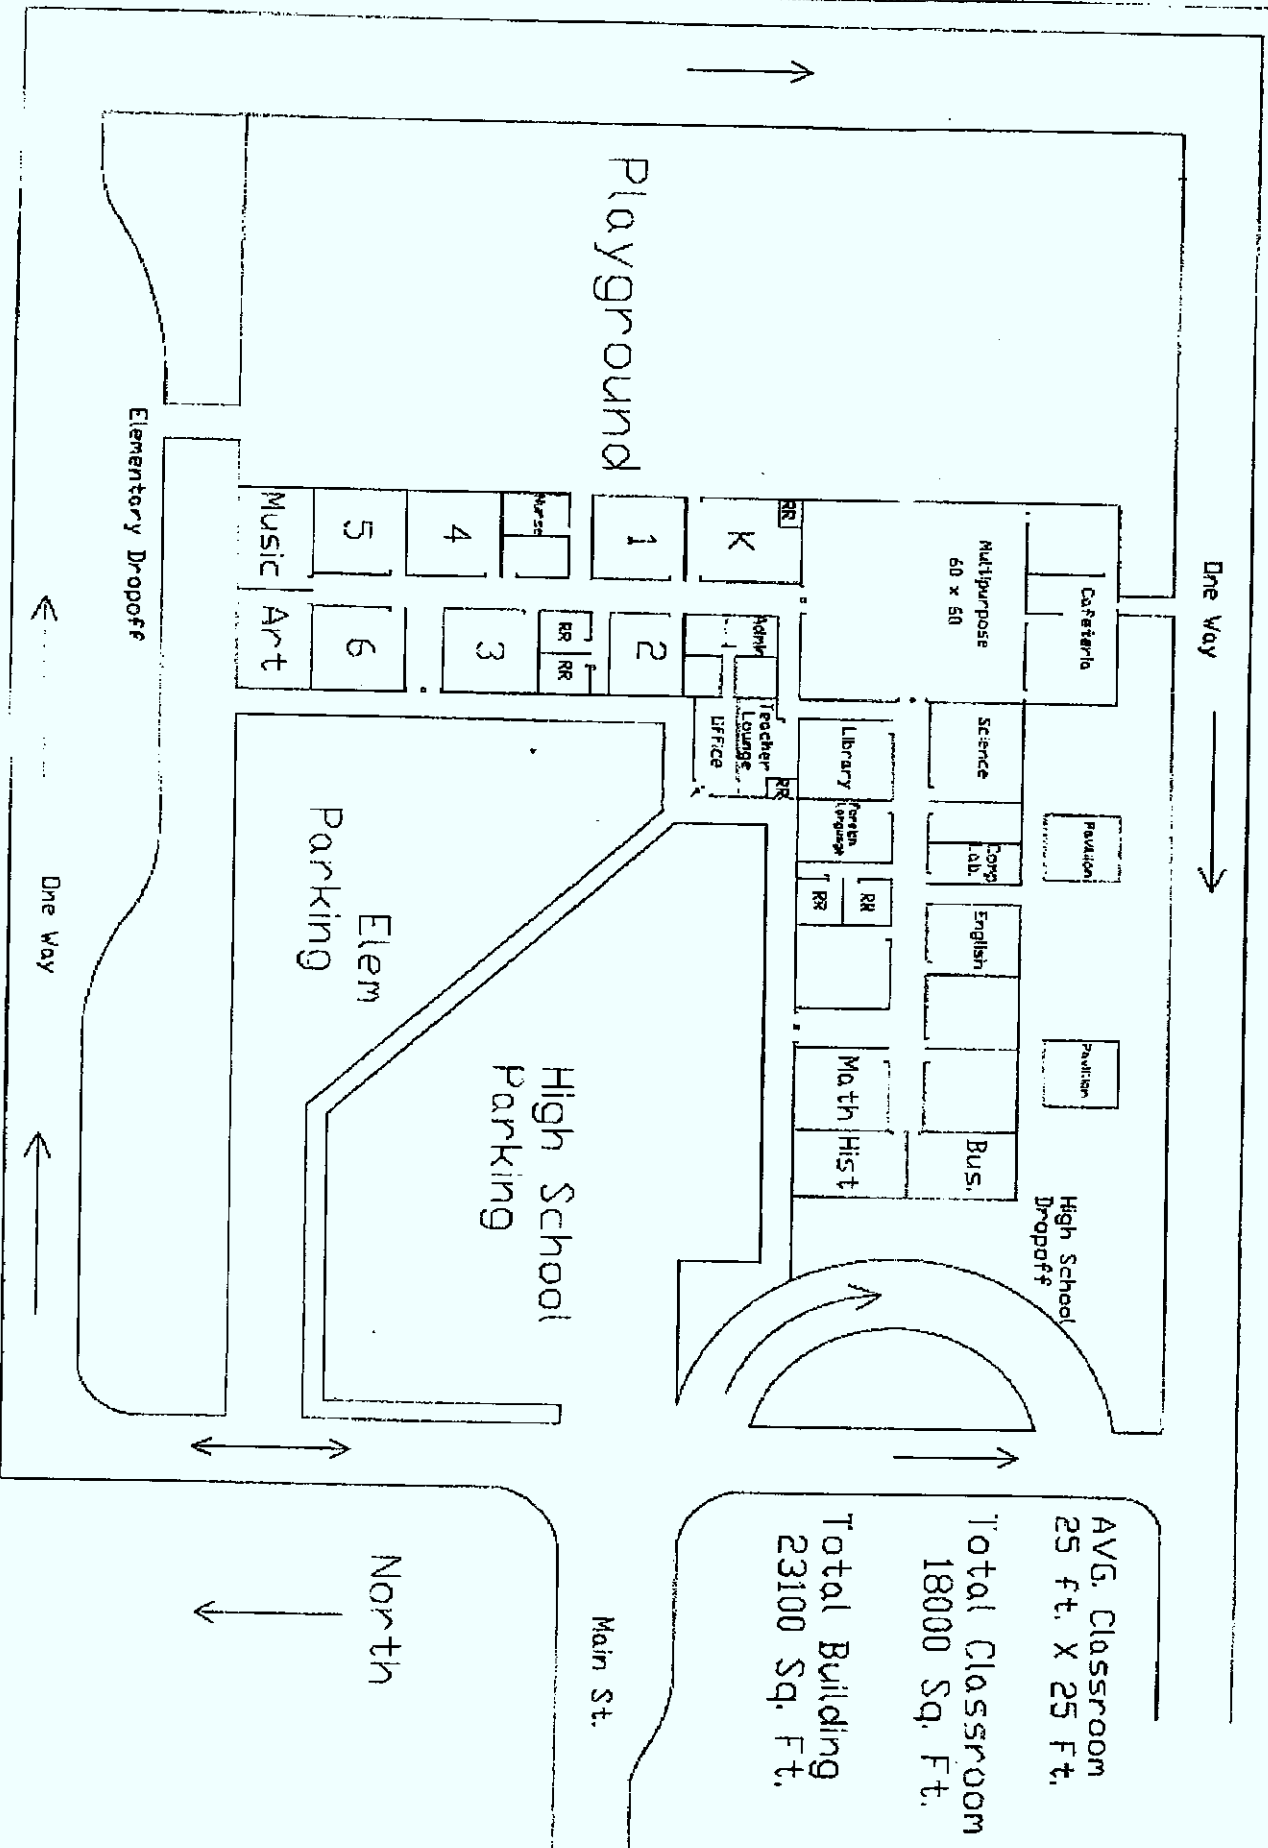 One Way
Playground
Elementary Dropoff
One Way
RR
K
1
Nurse
4
5
Music
Multipurpose
60 x 50
Cafeteria
Admin
2
RR
RR
3
6
Art
Teacher
Lounge
Office
RR
Library
Science
Foreign
Language
Comp
Lab.
Pavilion
RR
RR
English
Pavilion
Math
Hist
Bus.
Elem
Parking
High School
Parking
High School
Dropoff
North
Main St.
AVG. Classroom
25 ft. X 25 ft.
Total Classroom
18000 Sq. Ft.
Total Building
23100 Sq. Ft.